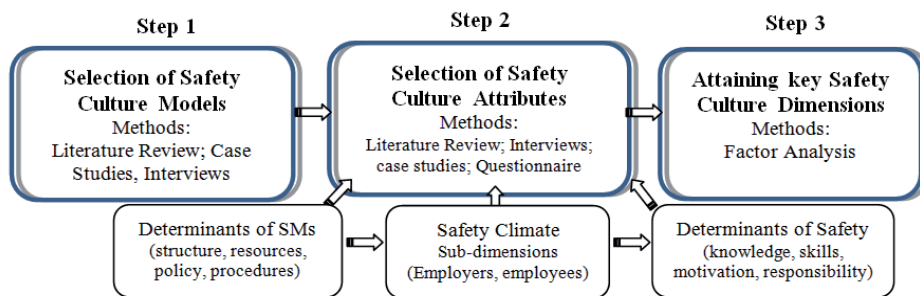 Step 1
Selection of Safety
Culture Models
Methods:
Literature Review; Case
Studies, Interviews
Step 2
Selection of Safety
Culture Attributes
Methods:
Literature Review; Interviews;
case studies; Questionnaire
Step 3
Attaining key Safety
Culture Dimensions
Methods:
Factor Analysis
Determinants of SMs
(structure, resources,
policy, procedures)
Safety Climate
Sub-dimensions
(Employers, employees)
Determinants of Safety
(knowledge, skills,
motivation, responsibility)